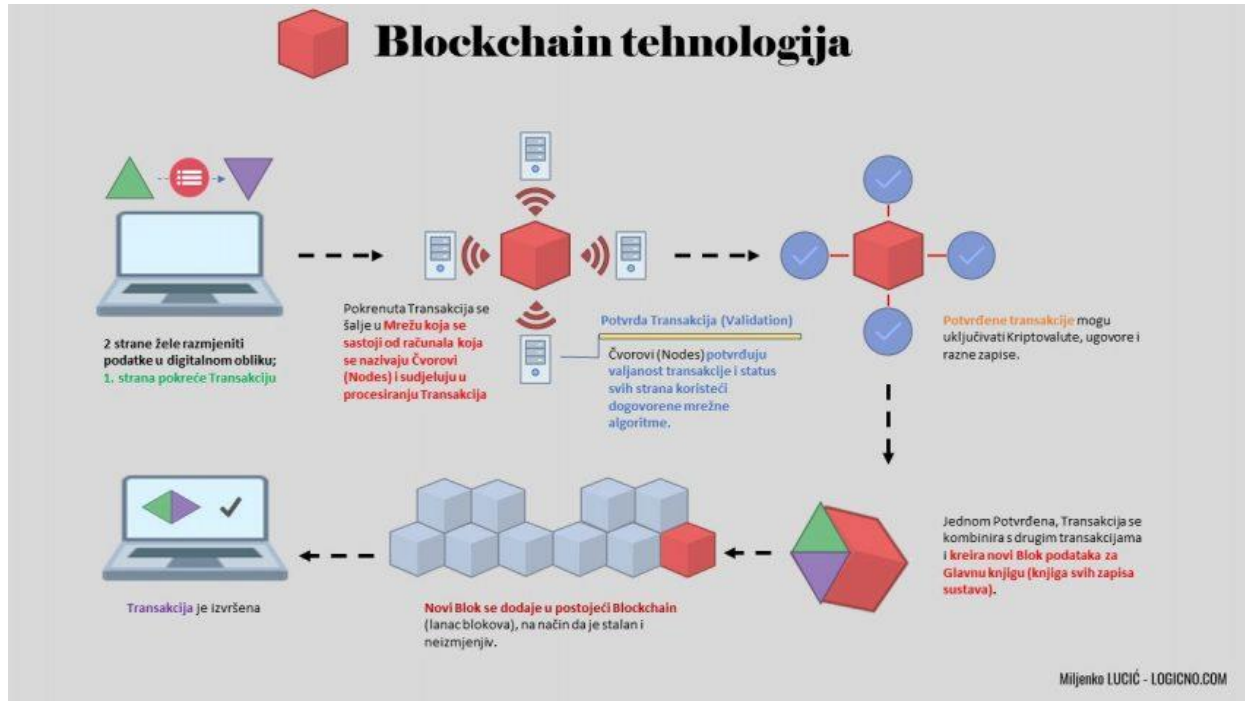 Blockchain tehnologija
2 strane žele razmjeniti
podatke u digitalnom obliku;
1. strana pokreće Transakciju
Pokrenuta Transakcija se
šalje u Mrežu koja se
sastoji od računala koja
se nazivaju Čvorovi
(Nodes) i sudjeluju u
procesiranju Transakcija
Potvrda Transakcija (Validation)
Čvorovi (Nodes) potvrđuju
valjanost transakcije i status
svih strana koristeći
dogovorene mrežne
algoritme.
Potvrđene transakcije mogu
uključivati Kriptovalute, ugovore i
razne zapise.
Jednom Potvrđena, Transakcija se
kombinira s drugim transakcijama
i kreira novi Blok podataka za
Glavnu knjigu (knjiga svih zapisa
sustava).
Novi Blok se dodaje u postojeći Blockchain
(lanac blokova), na način da je stalan i
neizmjenjiv.
Transakcija je izvršena
Miljenko LUCIĆ - LOGICNO.COM